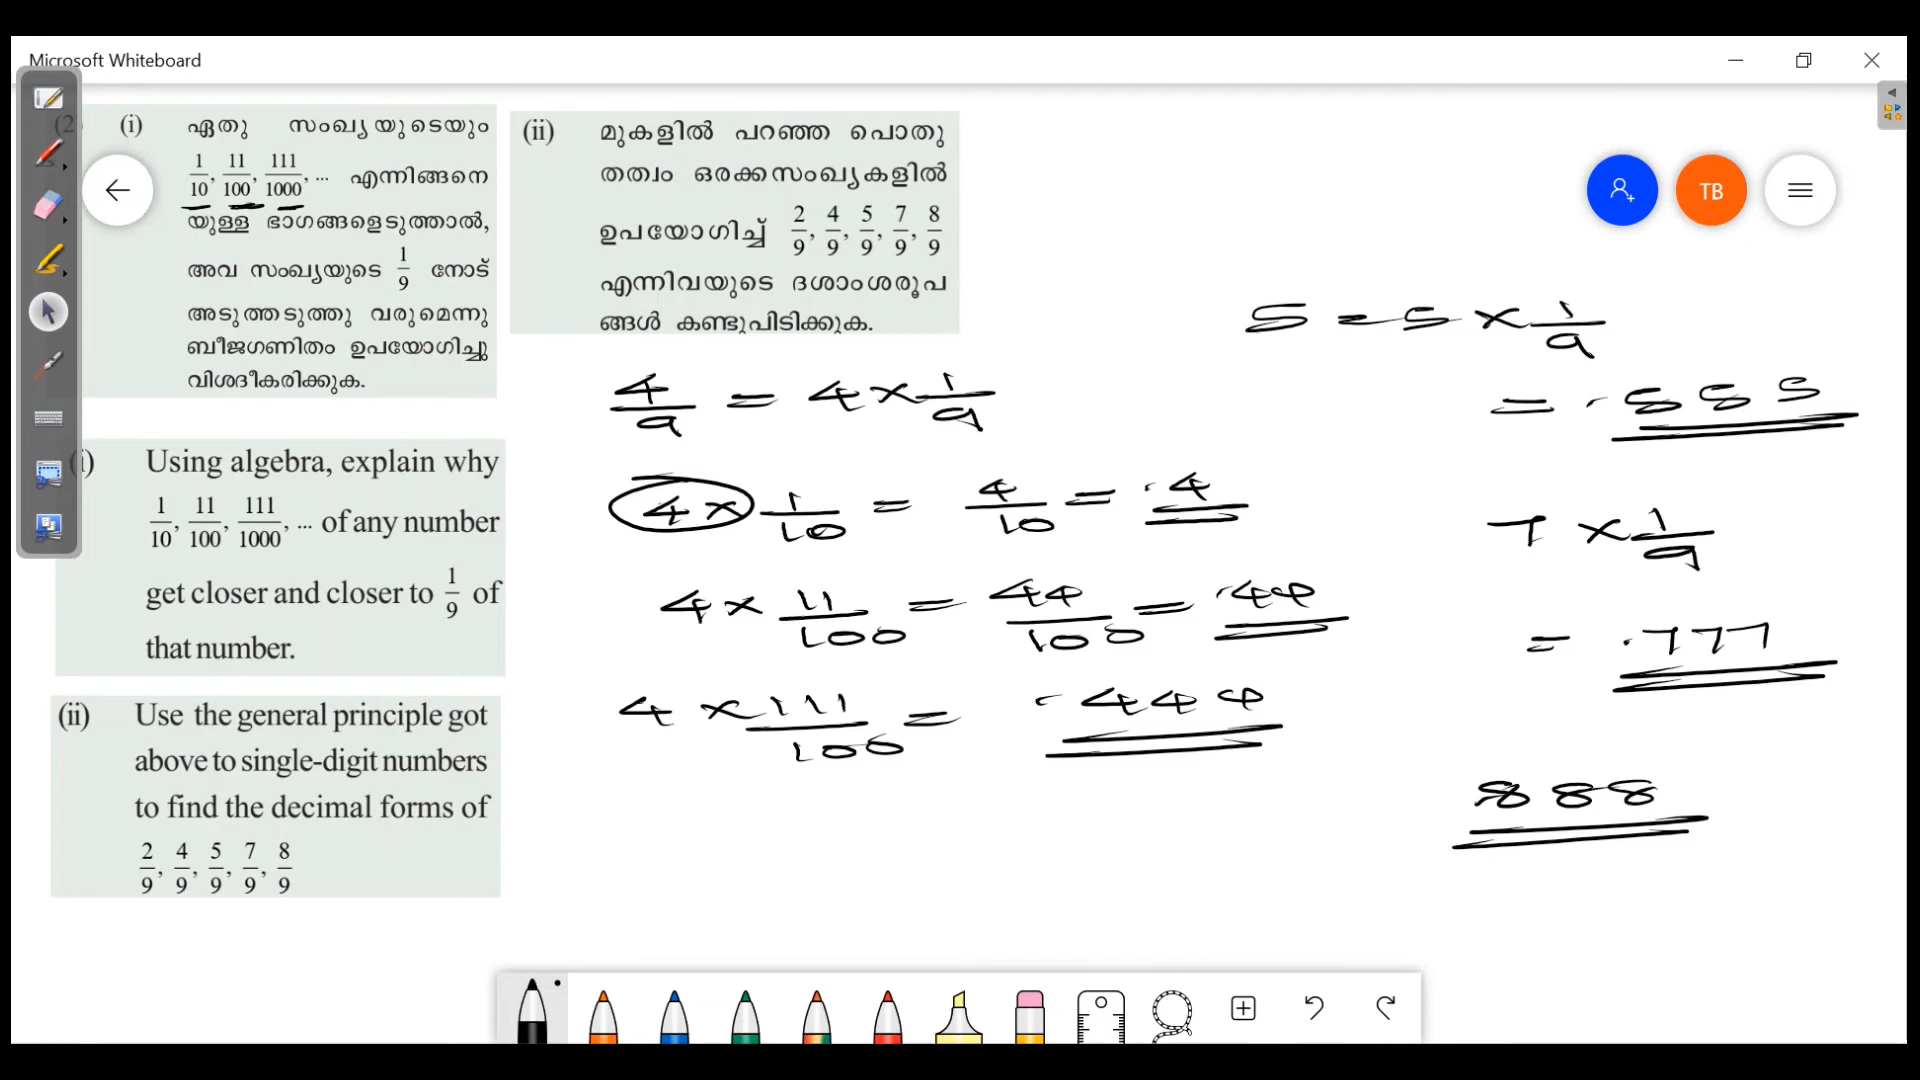 Microsoft Whiteboard
(2) (i) ഏതു സംഖ്യയുടെയും
1/10, 11/100, 111/1000, ... എന്നിങ്ങനെ
യുള്ള ഭാഗങ്ങളെടുത്താൽ,
അവ സംഖ്യയുടെ 1/9 നോട്
അടുത്തടുത്തു വരുമെന്നു
ബീജഗണിതം ഉപയോഗിച്ചു
വിശദീകരിക്കുക.
(ii) മുകളിൽ പറഞ്ഞ പൊതു
തത്വം ഒരക്കസംഖ്യകളിൽ
ഉപയോഗിച്ച് 2/9, 4/9, 5/9, 7/9, 8/9
എന്നിവയുടെ ദശാംശരൂപ
ങ്ങൾ കണ്ടുപിടിക്കുക.
TB
i) Using algebra, explain why
1/10, 11/100, 111/1000, ... of any number
get closer and closer to 1/9 of
that number.
(ii) Use the general principle got
above to single-digit numbers
to find the decimal forms of
2/9, 4/9, 5/9, 7/9, 8/9
4/9 = 4 × 1/9
4 × 1/10 = 4/10 = .4
4 × 11/100 = 44/100 = .44
4 × 111/100 = .444
5 = 5 × 1/9
= .555
7 × 1/9
= .777
.888